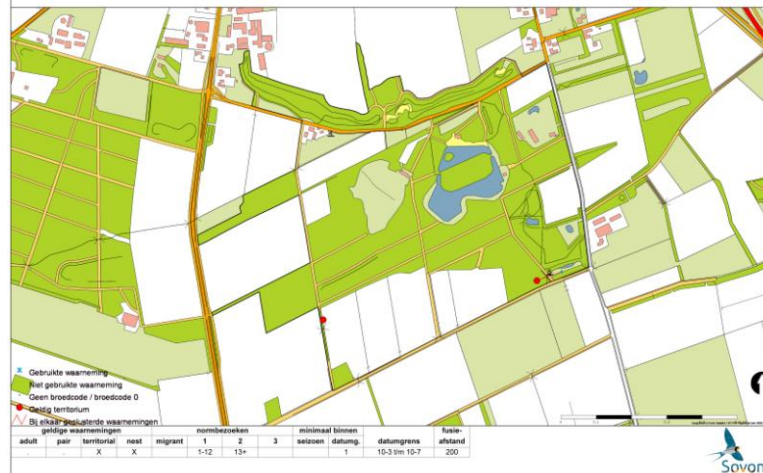 x Gebruikte waarneming
Niet gebruikte waarneming
Geen broedcode / broedcode 0
Geldig territorium
Bij elkaar geclusterde waarnemingen
geldige waarnemingen normbezoeken minimaal binnen fusie-
adult pair territorial nest migrant 1 2 3 seizoen datumg. datumgrens afstand
. . X X 1-12 13+ 1 10-3 t/m 10-7 200
Sovon